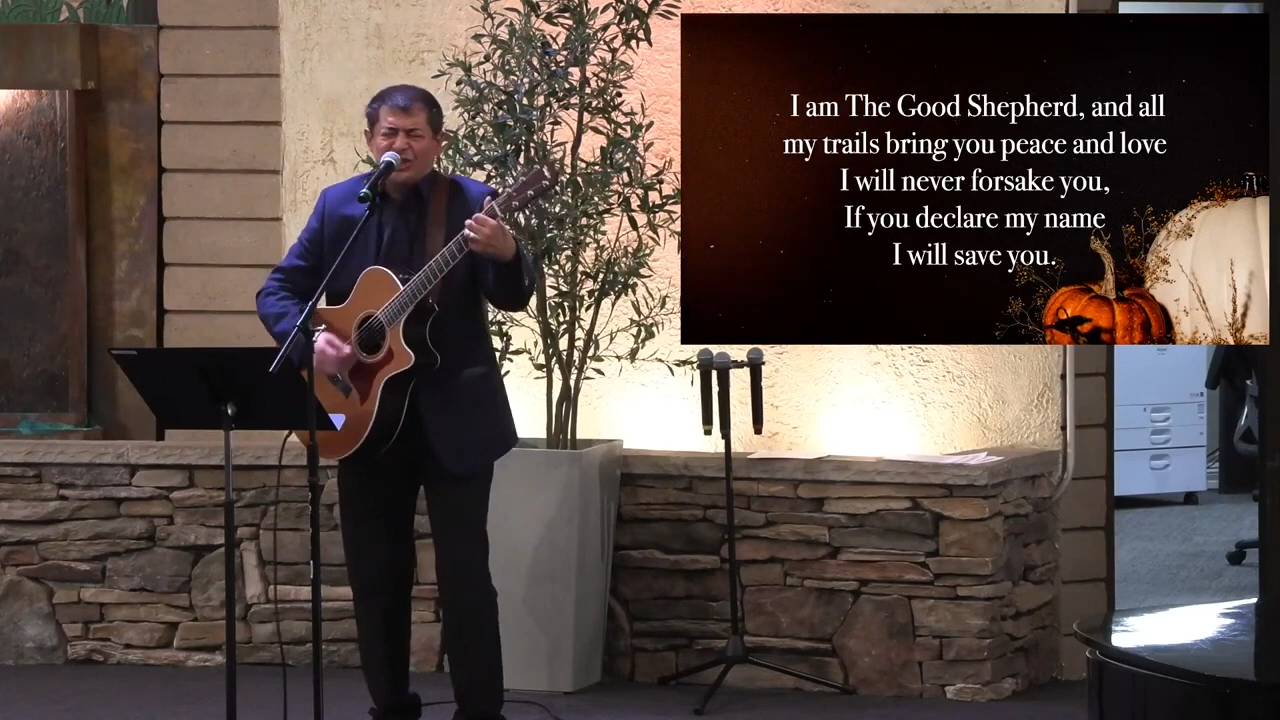 I am The Good Shepherd, and all
my trails bring you peace and love
I will never forsake you,
If you declare my name
I will save you.